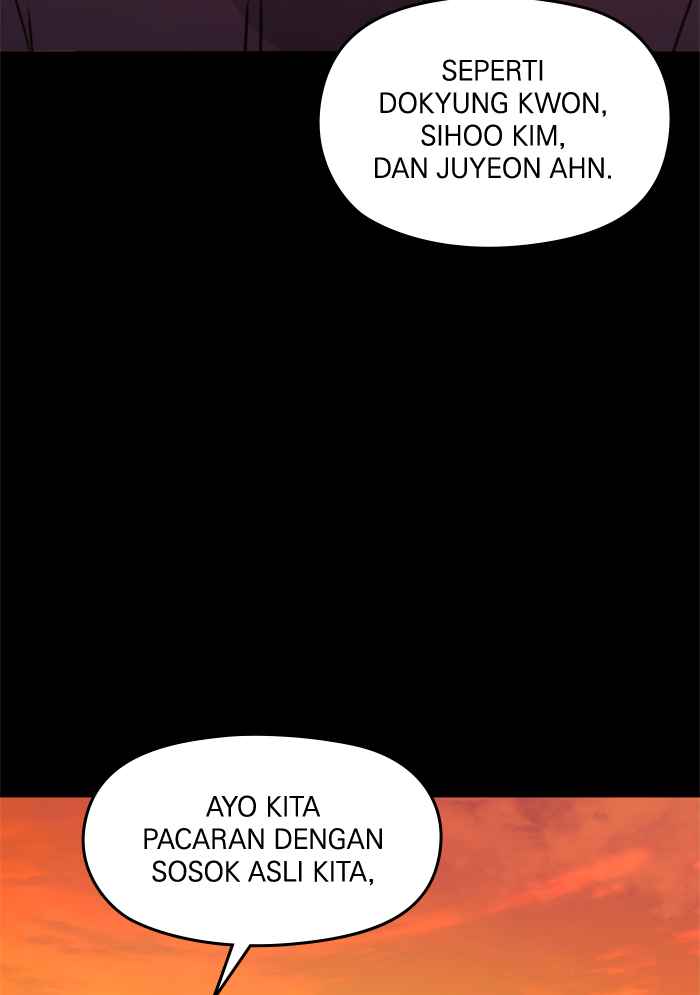 SEPERTI
DOKYUNG KWON,
SIHOO KIM,
DAN JUYEON AHN.
AYO KITA
PACARAN DENGAN
SOSOK ASLI KITA,